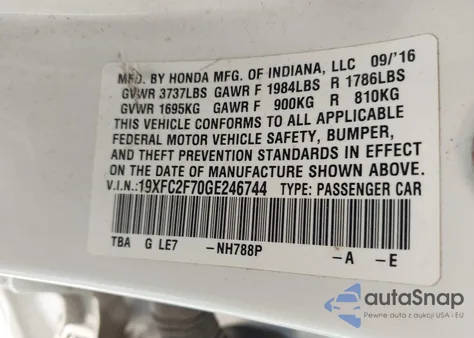 MFD. BY HONDA MFG. OF INDIANA, LLC 09/'16
GVWR 3737LBS GAWR F 1984LBS R 1786LBS
GVWR 1695KG GAWR F 900KG R 810KG
THIS VEHICLE CONFORMS TO ALL APPLICABLE
FEDERAL MOTOR VEHICLE SAFETY, BUMPER,
AND THEFT PREVENTION STANDARDS IN EFFECT
ON THE DATE OF MANUFACTURE SHOWN ABOVE.
V.I.N.:19XFC2F70GE246744 TYPE: PASSENGER CAR
TBA G LE7 -NH788P -A -E
autoSnap
Pewne auto z aukcji USA i EU